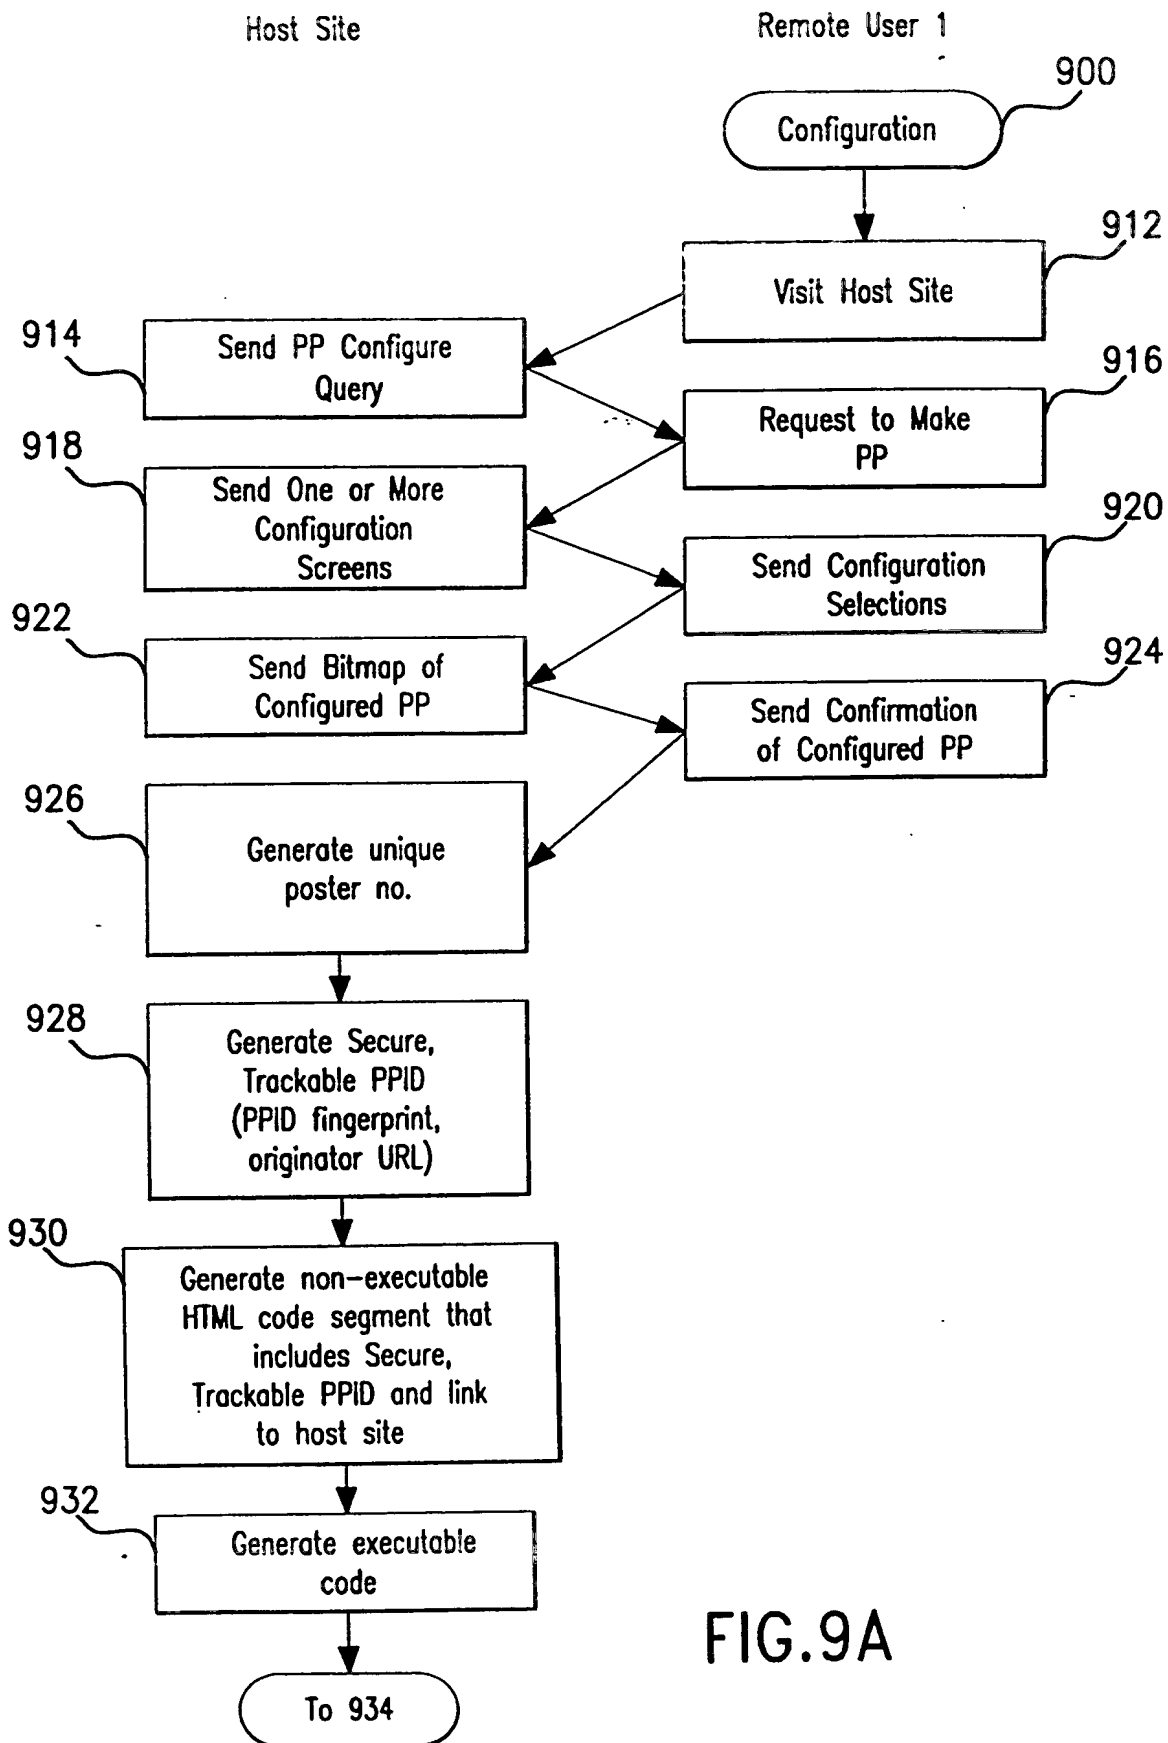 Host Site
Remote User 1
900
Configuration
912
Visit Host Site
914
Send PP Configure
Query
916
Request to Make
PP
918
Send One or More
Configuration
Screens
920
Send Configuration
Selections
922
Send Bitmap of
Configured PP
924
Send Confirmation
of Configured PP
926
Generate unique
poster no.
928
Generate Secure,
Trackable PPID
(PPID fingerprint,
originator URL)
930
Generate non-executable
HTML code segment that
includes Secure,
Trackable PPID and link
to host site
932
Generate executable
code
To 934
FIG.9A